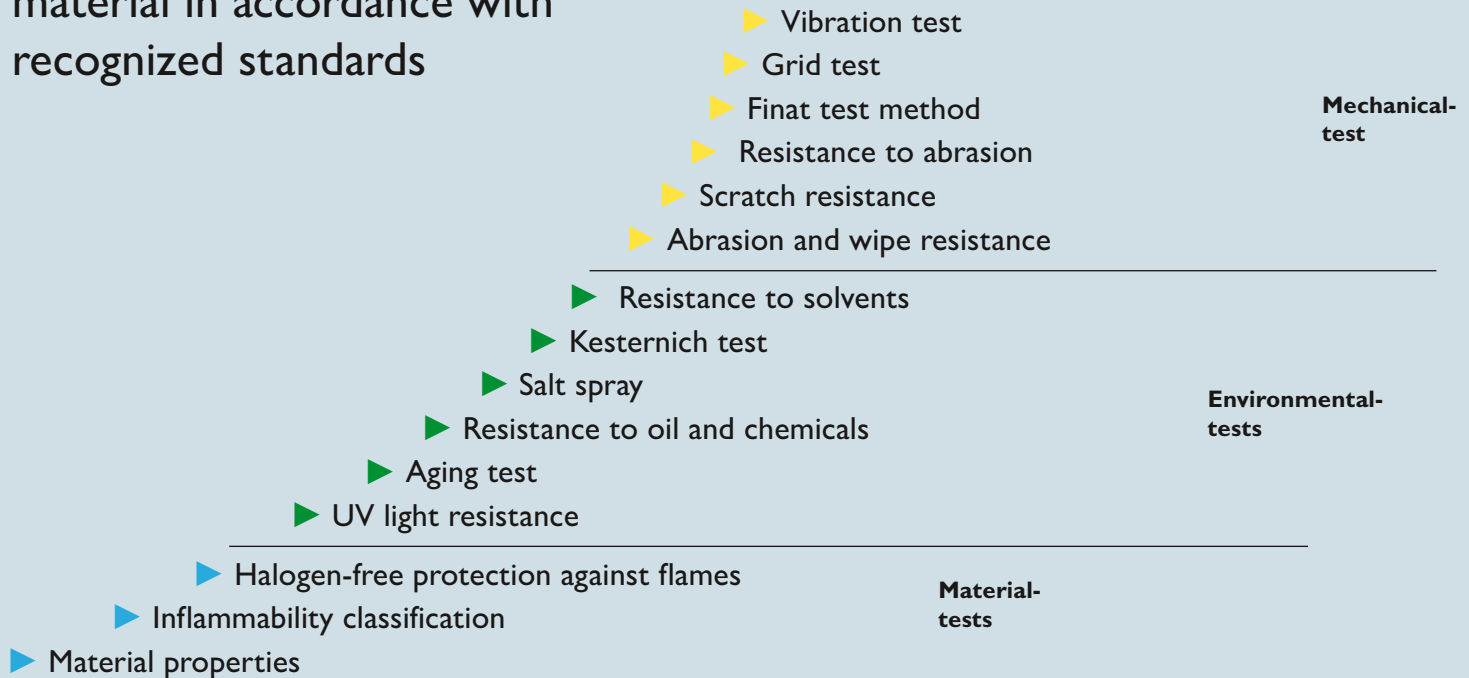 material in accordance with
recognized standards
Vibration test
Grid test
Finat test method
Resistance to abrasion
Scratch resistance
Abrasion and wipe resistance
Mechanical-
test
Resistance to solvents
Kesternich test
Salt spray
Resistance to oil and chemicals
Aging test
UV light resistance
Environmental-
tests
Halogen-free protection against flames
Inflammability classification
Material properties
Material-
tests